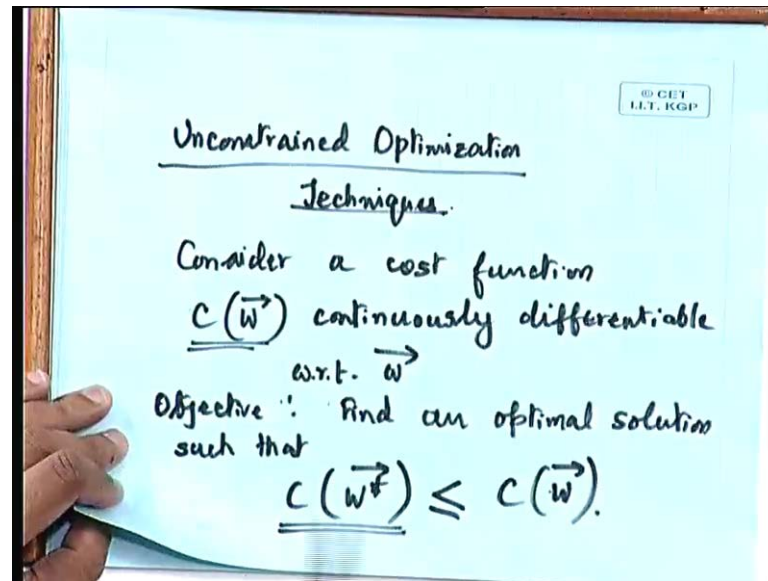 © CET
I.I.T. KGP
Unconstrained Optimization
Techniques.
Consider a cost function
C(w⃗) continuously differentiable
w.r.t. w⃗
Objective : Find an optimal solution
such that
C(w⃗*) ≤ C(w⃗).